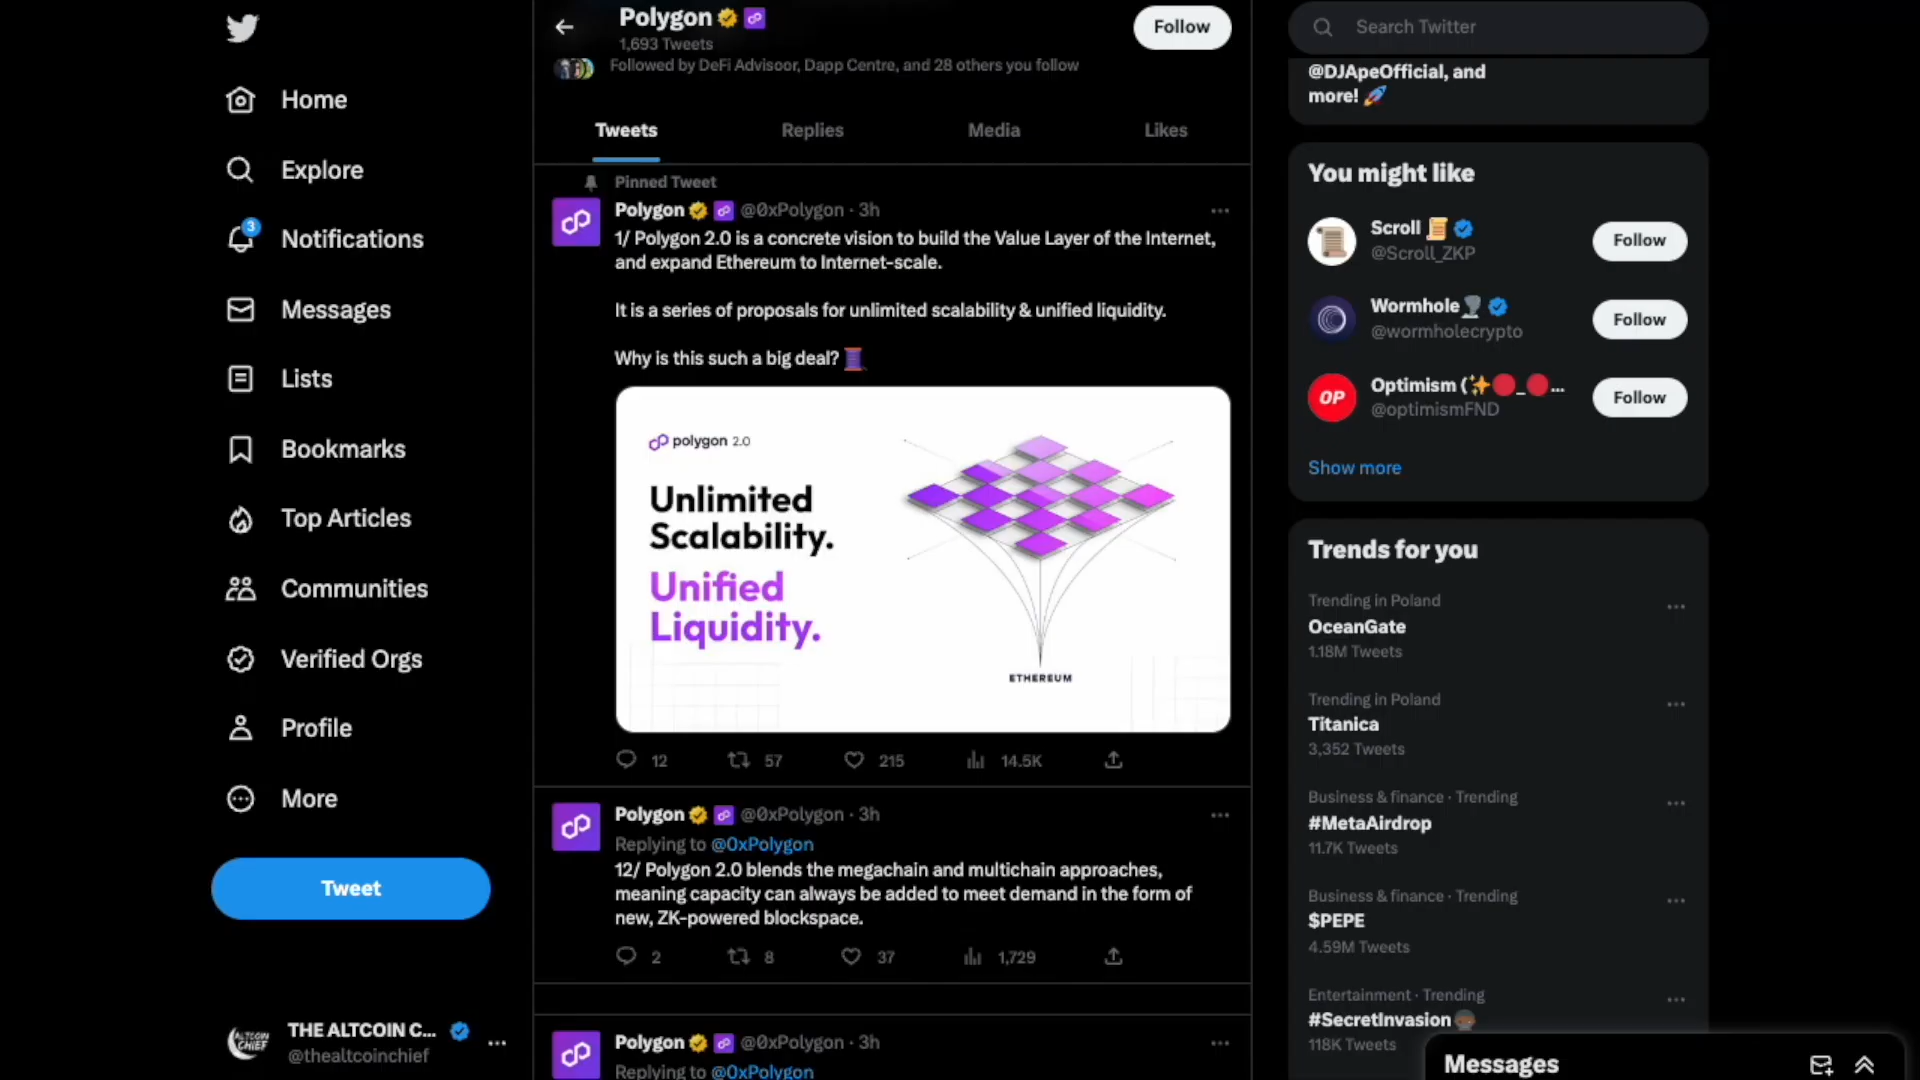 Home
Explore
3
Notifications
Messages
Lists
Bookmarks
Top Articles
Communities
Verified Orgs
Profile
More
Tweet
ALTCOIN CHIEF
THE ALTCOIN C...
@thealtcoinchief
Polygon
1,693 Tweets
Follow
Followed by DeFi Advisoor, Dapp Centre, and 28 others you follow
Tweets Replies Media Likes
Pinned Tweet
Polygon @0xPolygon · 3h
1/ Polygon 2.0 is a concrete vision to build the Value Layer of the Internet,
and expand Ethereum to Internet-scale.
It is a series of proposals for unlimited scalability & unified liquidity.
Why is this such a big deal?
polygon 2.0
Unlimited
Scalability.
Unified
Liquidity.
ETHEREUM
12 57 215 14.5K
Polygon @0xPolygon · 3h
Replying to @0xPolygon
12/ Polygon 2.0 blends the megachain and multichain approaches,
meaning capacity can always be added to meet demand in the form of
new, ZK-powered blockspace.
2 8 37 1,729
Polygon @0xPolygon · 3h
Replying to @0xPolygon
Search Twitter
@DJApeOfficial, and
more!
You might like
Scroll
@Scroll_ZKP
Follow
Wormhole
@wormholecrypto
Follow
OP
Optimism (✨🔴_🔴...
@optimismFND
Follow
Show more
Trends for you
Trending in Poland
OceanGate
1.18M Tweets
Trending in Poland
Titanica
3,352 Tweets
Business & finance · Trending
#MetaAirdrop
11.7K Tweets
Business & finance · Trending
$PEPE
4.59M Tweets
Entertainment · Trending
#SecretInvasion
118K Tweets
Messages